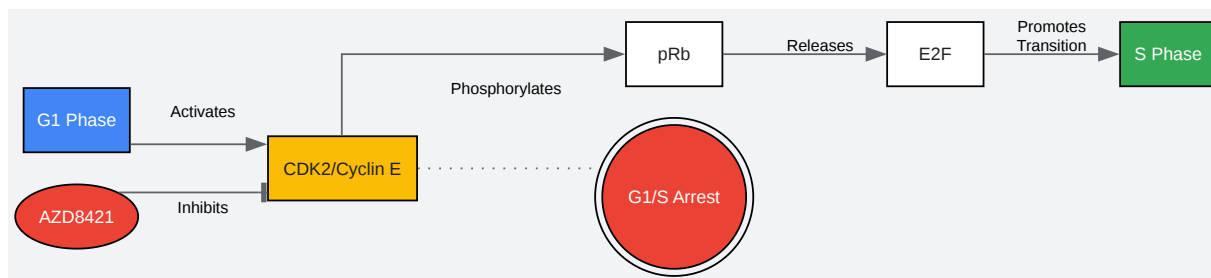 G1 Phase
Activates
AZD8421
Inhibits
CDK2/Cyclin E
Phosphorylates
pRb
Releases
E2F
Promotes
Transition
S Phase
G1/S Arrest